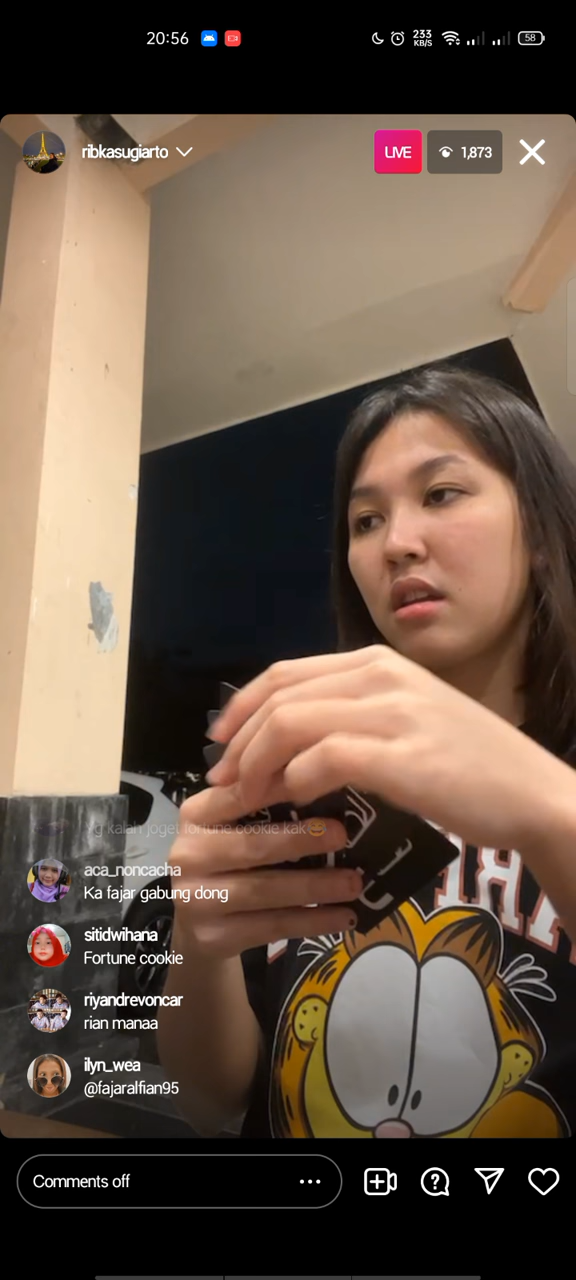 20:56
233
KB/S
58
ribkasugiarto
LIVE
1,873
g kalah joget fortune cookie kak😅
aca_noncacha
Ka fajar gabung dong
sitidwihana
Fortune cookie
riyandrevoncar
rian manaa
ilyn_wea
@fajaralfian95
Comments off